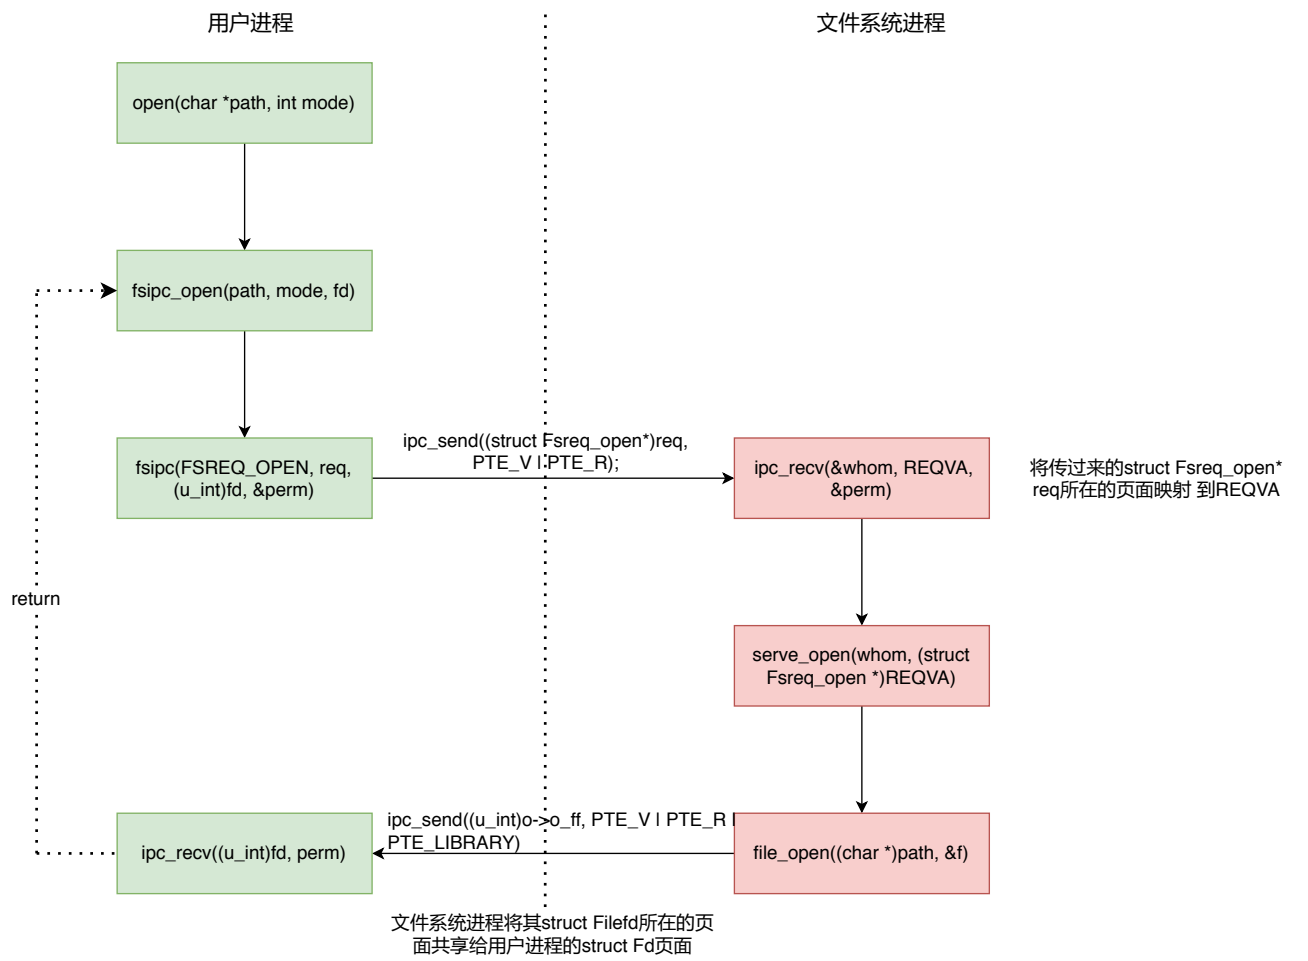 用户进程
文件系统进程
open(char *path, int mode)
fsipc_open(path, mode, fd)
fsipc(FSREQ_OPEN, req,
(u_int)fd, &perm)
ipc_send((struct Fsreq_open*)req,
PTE_V | PTE_R);
ipc_recv(&whom, REQVA,
&perm)
将传过来的struct Fsreq_open*
req所在的页面映射 到REQVA
return
serve_open(whom, (struct
Fsreq_open *)REQVA)
ipc_recv((u_int)fd, perm)
ipc_send((u_int)o->o_ff, PTE_V | PTE_R |
PTE_LIBRARY)
file_open((char *)path, &f)
文件系统进程将其struct Filefd所在的页
面共享给用户进程的struct Fd页面